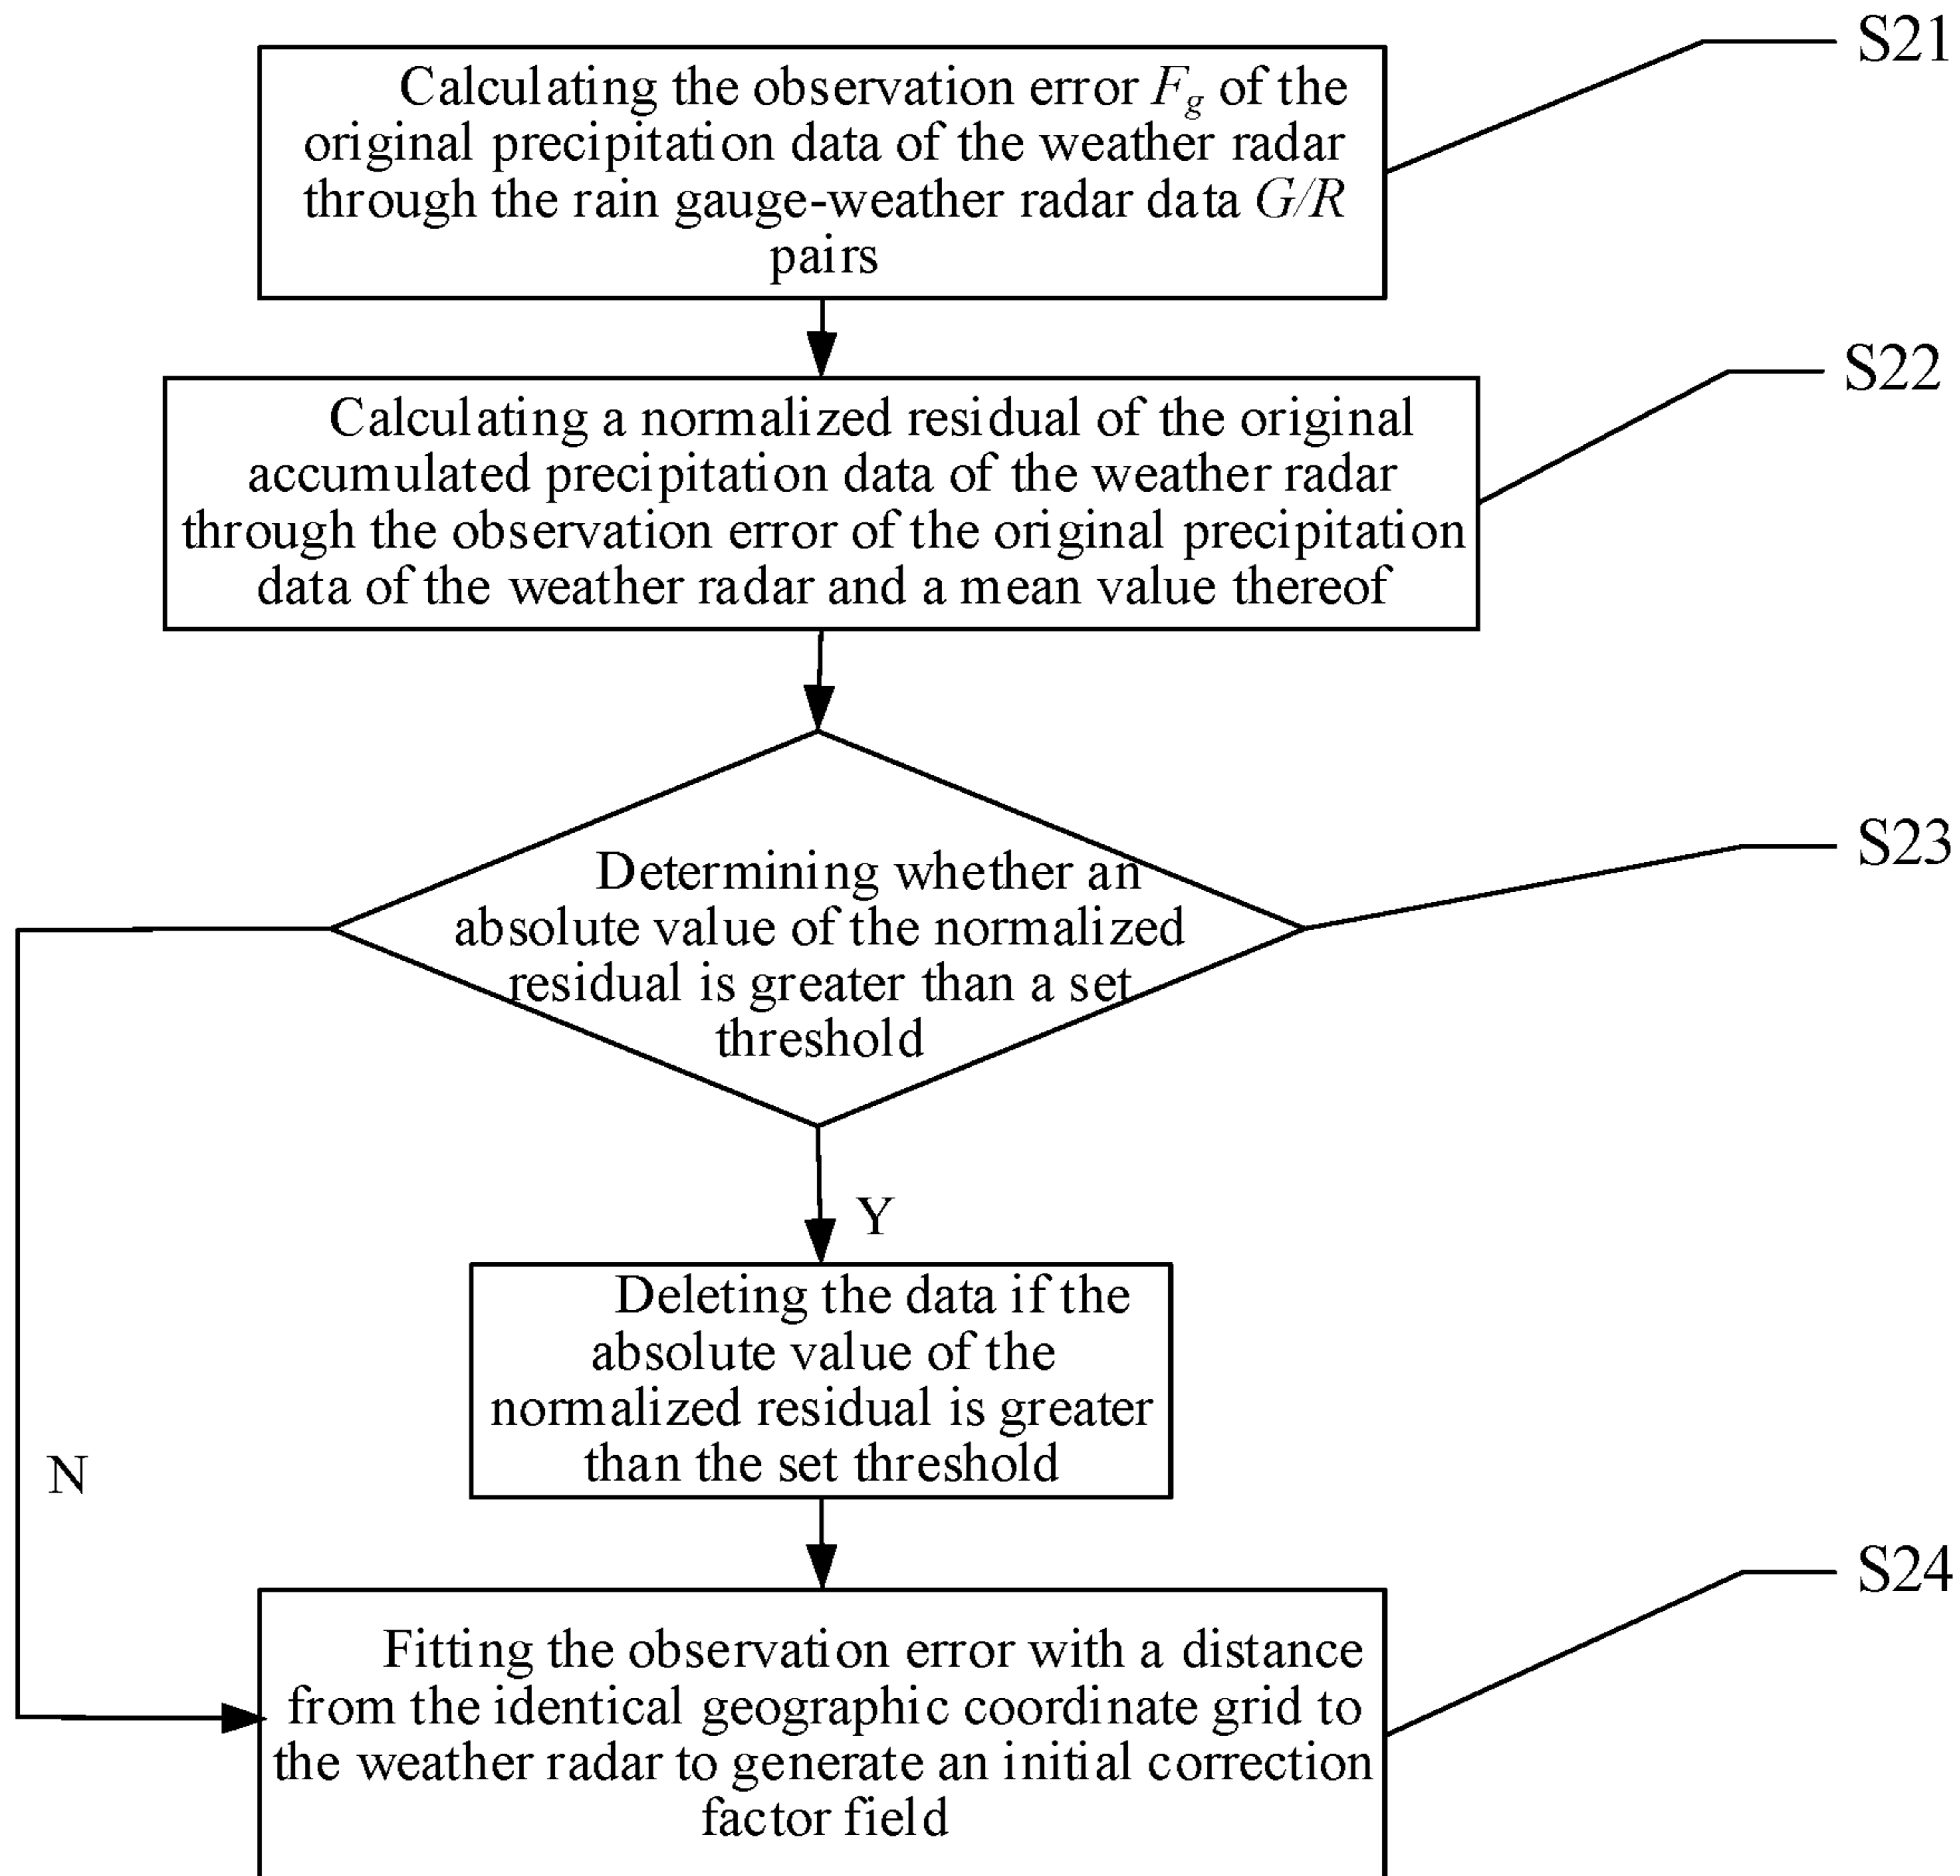 S21
Calculating the observation error Fg of the
original precipitation data of the weather radar
through the rain gauge-weather radar data G/R
pairs
S22
Calculating a normalized residual of the original
accumulated precipitation data of the weather radar
through the observation error of the original precipitation
data of the weather radar and a mean value thereof
S23
Determining whether an
absolute value of the normalized
residual is greater than a set
threshold
Y
Deleting the data if the
absolute value of the
normalized residual is greater
than the set threshold
N
S24
Fitting the observation error with a distance
from the identical geographic coordinate grid to
the weather radar to generate an initial correction
factor field